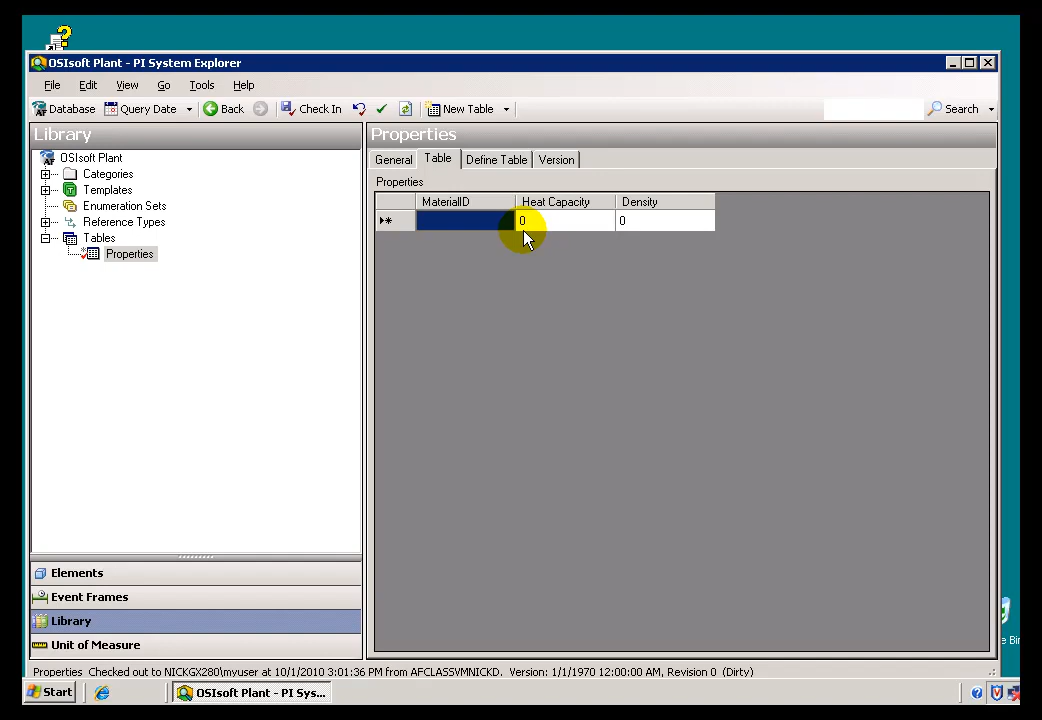 OSIsoft Plant - PI System Explorer
File Edit View Go Tools Help
Database Query Date Back Check In New Table Search
Library
Properties
OSIsoft Plant
Categories
Templates
Enumeration Sets
Reference Types
Tables
Properties
General Table Define Table Version
Properties
MaterialID Heat Capacity Density
0 0
Elements
Event Frames
Library
Unit of Measure
e Bin
Properties Checked out to NICKGX280\myuser at 10/1/2010 3:01:36 PM from AFCLASSVMNICKD. Version: 1/1/1970 12:00:00 AM, Revision 0 (Dirty)
Start OSIsoft Plant - PI Sys...